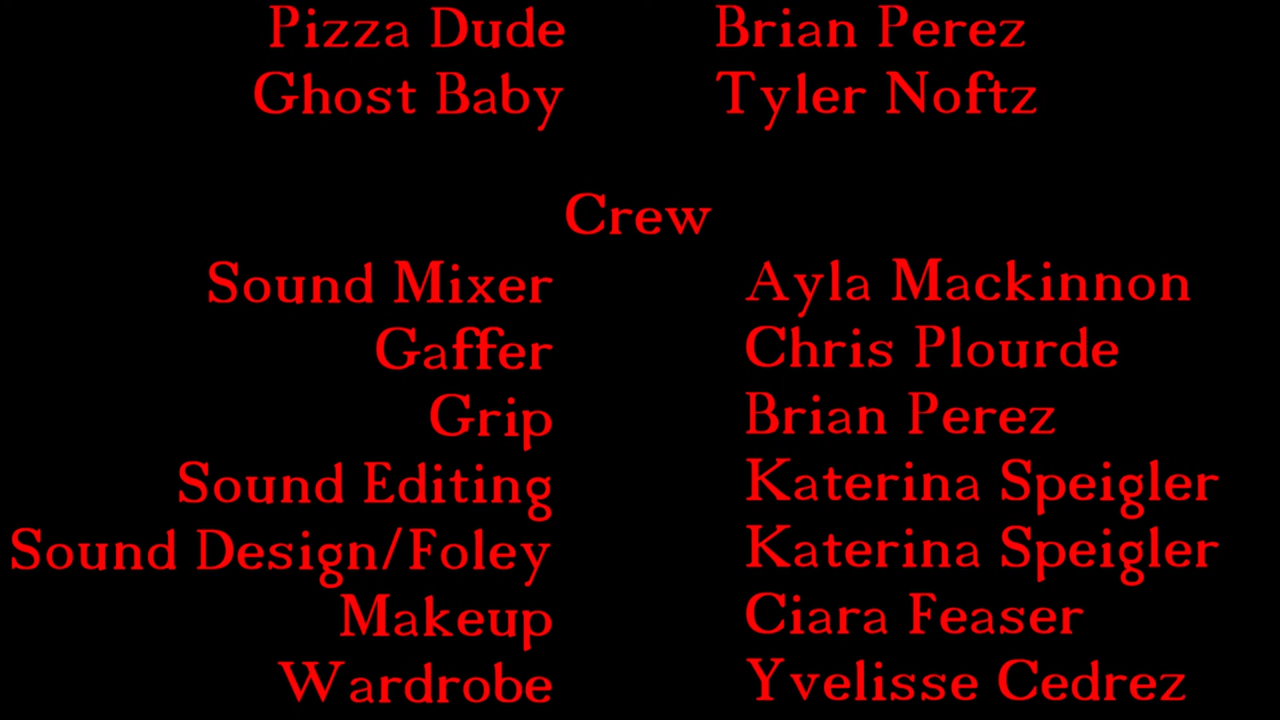 Pizza Dude Brian Perez
Ghost Baby Tyler Noftz
Crew
Sound Mixer Ayla Mackinnon
Gaffer Chris Plourde
Grip Brian Perez
Sound Editing Katerina Speigler
Sound Design/Foley Katerina Speigler
Makeup Ciara Feaser
Wardrobe Yvelisse Cedrez